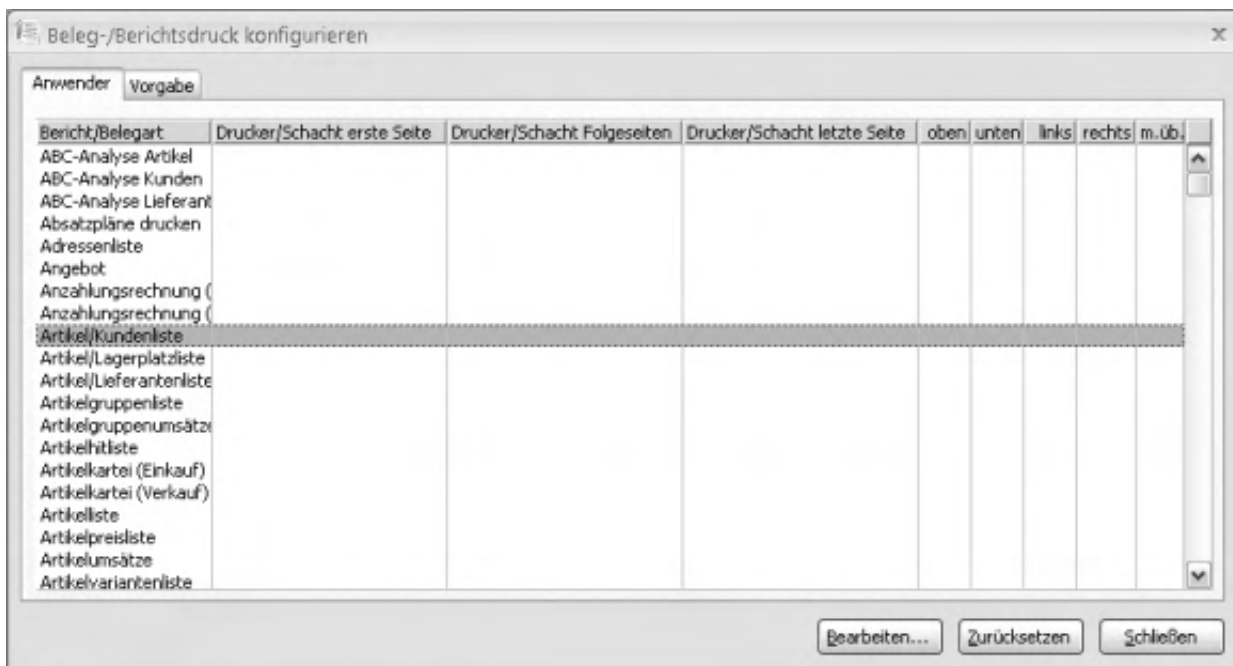 Beleg-/Berichtsdruck konfigurieren
Anwender Vorgabe
Bericht/Belegart Drucker/Schacht erste Seite Drucker/Schacht Folgeseiten Drucker/Schacht letzte Seite oben unten links rechts m.üb.
ABC-Analyse Artikel
ABC-Analyse Kunden
ABC-Analyse Lieferant
Absatzpläne drucken
Adressenliste
Angebot
Anzahlungsrechnung (
Anzahlungsrechnung (
Artikel/Kundenliste
Artikel/Lagerplatzliste
Artikel/Lieferantenliste
Artikelgruppenliste
Artikelgruppenumsätze
Artikelhitliste
Artikelkartei (Einkauf)
Artikelkartei (Verkauf)
Artikelliste
Artikelpreisliste
Artikelumsätze
Artikelvariantenliste
Bearbeiten... Zurücksetzen Schließen